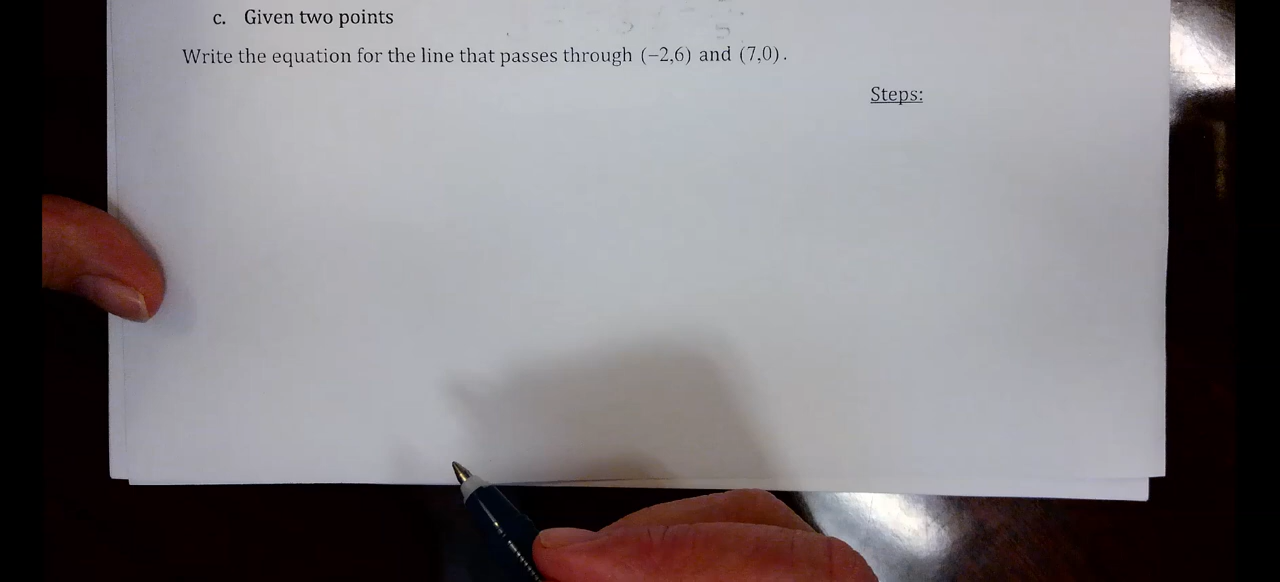 c. Given two points
Write the equation for the line that passes through (−2,6) and (7,0).
Steps: